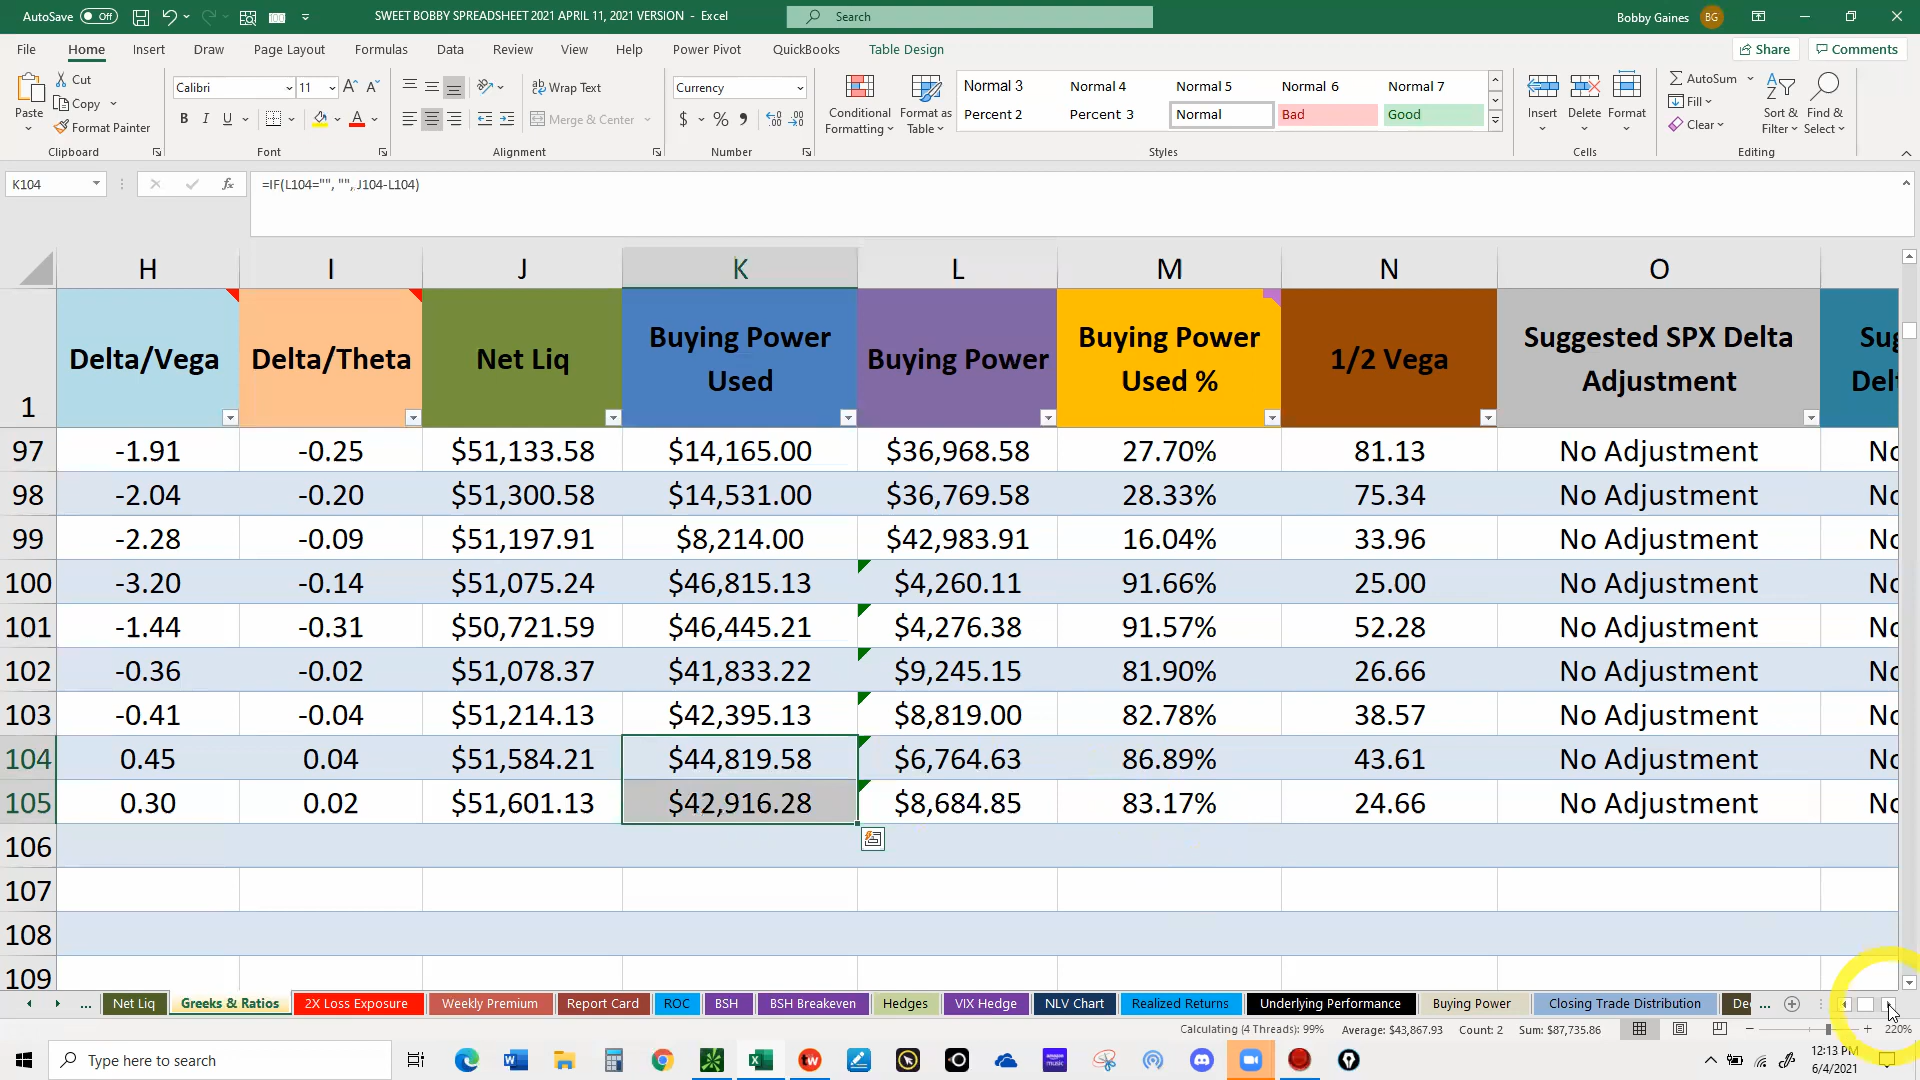 AutoSave Off
SWEET BOBBY SPREADSHEET 2021 APRIL 11, 2021 VERSION - Excel
Search
Bobby Gaines BG
File Home Insert Draw Page Layout Formulas Data Review View Help Power Pivot QuickBooks Table Design
Share Comments
Paste Cut
Copy
Format Painter
Calibri 11
B I U
Wrap Text
Merge & Center
Currency
$ %
Conditional Formatting
Format as Table
Normal 3 Normal 4 Normal 5 Normal 6 Normal 7
Percent 2 Percent 3 Normal Bad Good
Insert Delete Format
AutoSum
Fill
Clear
Sort & Filter
Find & Select
Clipboard Font Alignment Number Styles Cells Editing
K104 fx =IF(L104="", "", J104-L104)
H I J K L M N O
1 Delta/Vega Delta/Theta Net Liq Buying Power Used Buying Power Buying Power Used % 1/2 Vega Suggested SPX Delta Adjustment
97 -1.91 -0.25 $51,133.58 $14,165.00 $36,968.58 27.70% 81.13 No Adjustment
98 -2.04 -0.20 $51,300.58 $14,531.00 $36,769.58 28.33% 75.34 No Adjustment
99 -2.28 -0.09 $51,197.91 $8,214.00 $42,983.91 16.04% 33.96 No Adjustment
100 -3.20 -0.14 $51,075.24 $46,815.13 $4,260.11 91.66% 25.00 No Adjustment
101 -1.44 -0.31 $50,721.59 $46,445.21 $4,276.38 91.57% 52.28 No Adjustment
102 -0.36 -0.02 $51,078.37 $41,833.22 $9,245.15 81.90% 26.66 No Adjustment
103 -0.41 -0.04 $51,214.13 $42,395.13 $8,819.00 82.78% 38.57 No Adjustment
104 0.45 0.04 $51,584.21 $44,819.58 $6,764.63 86.89% 43.61 No Adjustment
105 0.30 0.02 $51,601.13 $42,916.28 $8,684.85 83.17% 24.66 No Adjustment
106
107
108
109
... Net Liq Greeks & Ratios 2X Loss Exposure Weekly Premium Report Card ROC BSH BSH Breakeven Hedges VIX Hedge NLV Chart Realized Returns Underlying Performance Buying Power Closing Trade Distribution De ...
Calculating (4 Threads): 99% Average: $43,867.93 Count: 2 Sum: $87,735.86 220%
Type here to search
12:13 PM
6/4/2021